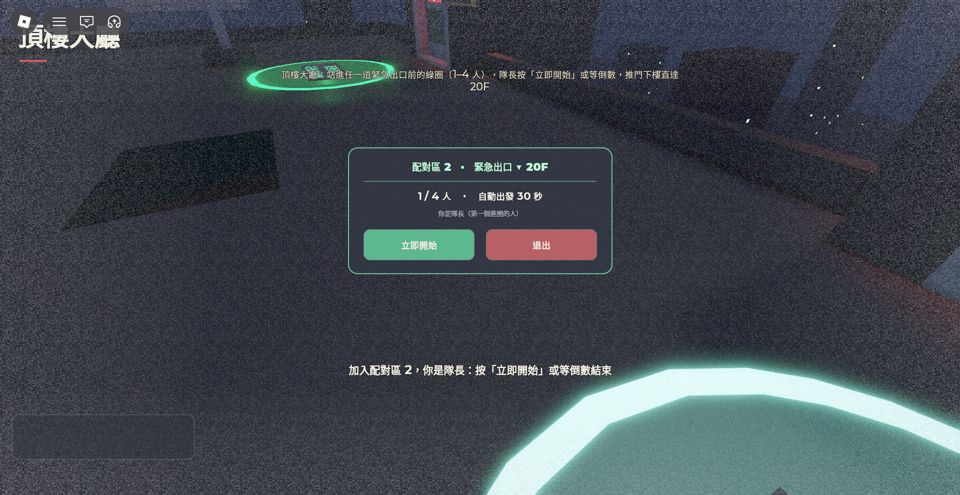 頂樓大廳
頂樓大廳：站進任一道緊急出口前的綠圈（1–4 人），隊長按「立即開始」或等倒數，推門下樓直達
20F
配對區 2 • 緊急出口 ▼ 20F
1 / 4 人 • 自動出發 30 秒
你是隊長（第一個進圈的人）
立即開始
退出
加入配對區 2，你是隊長：按「立即開始」或等倒數結束